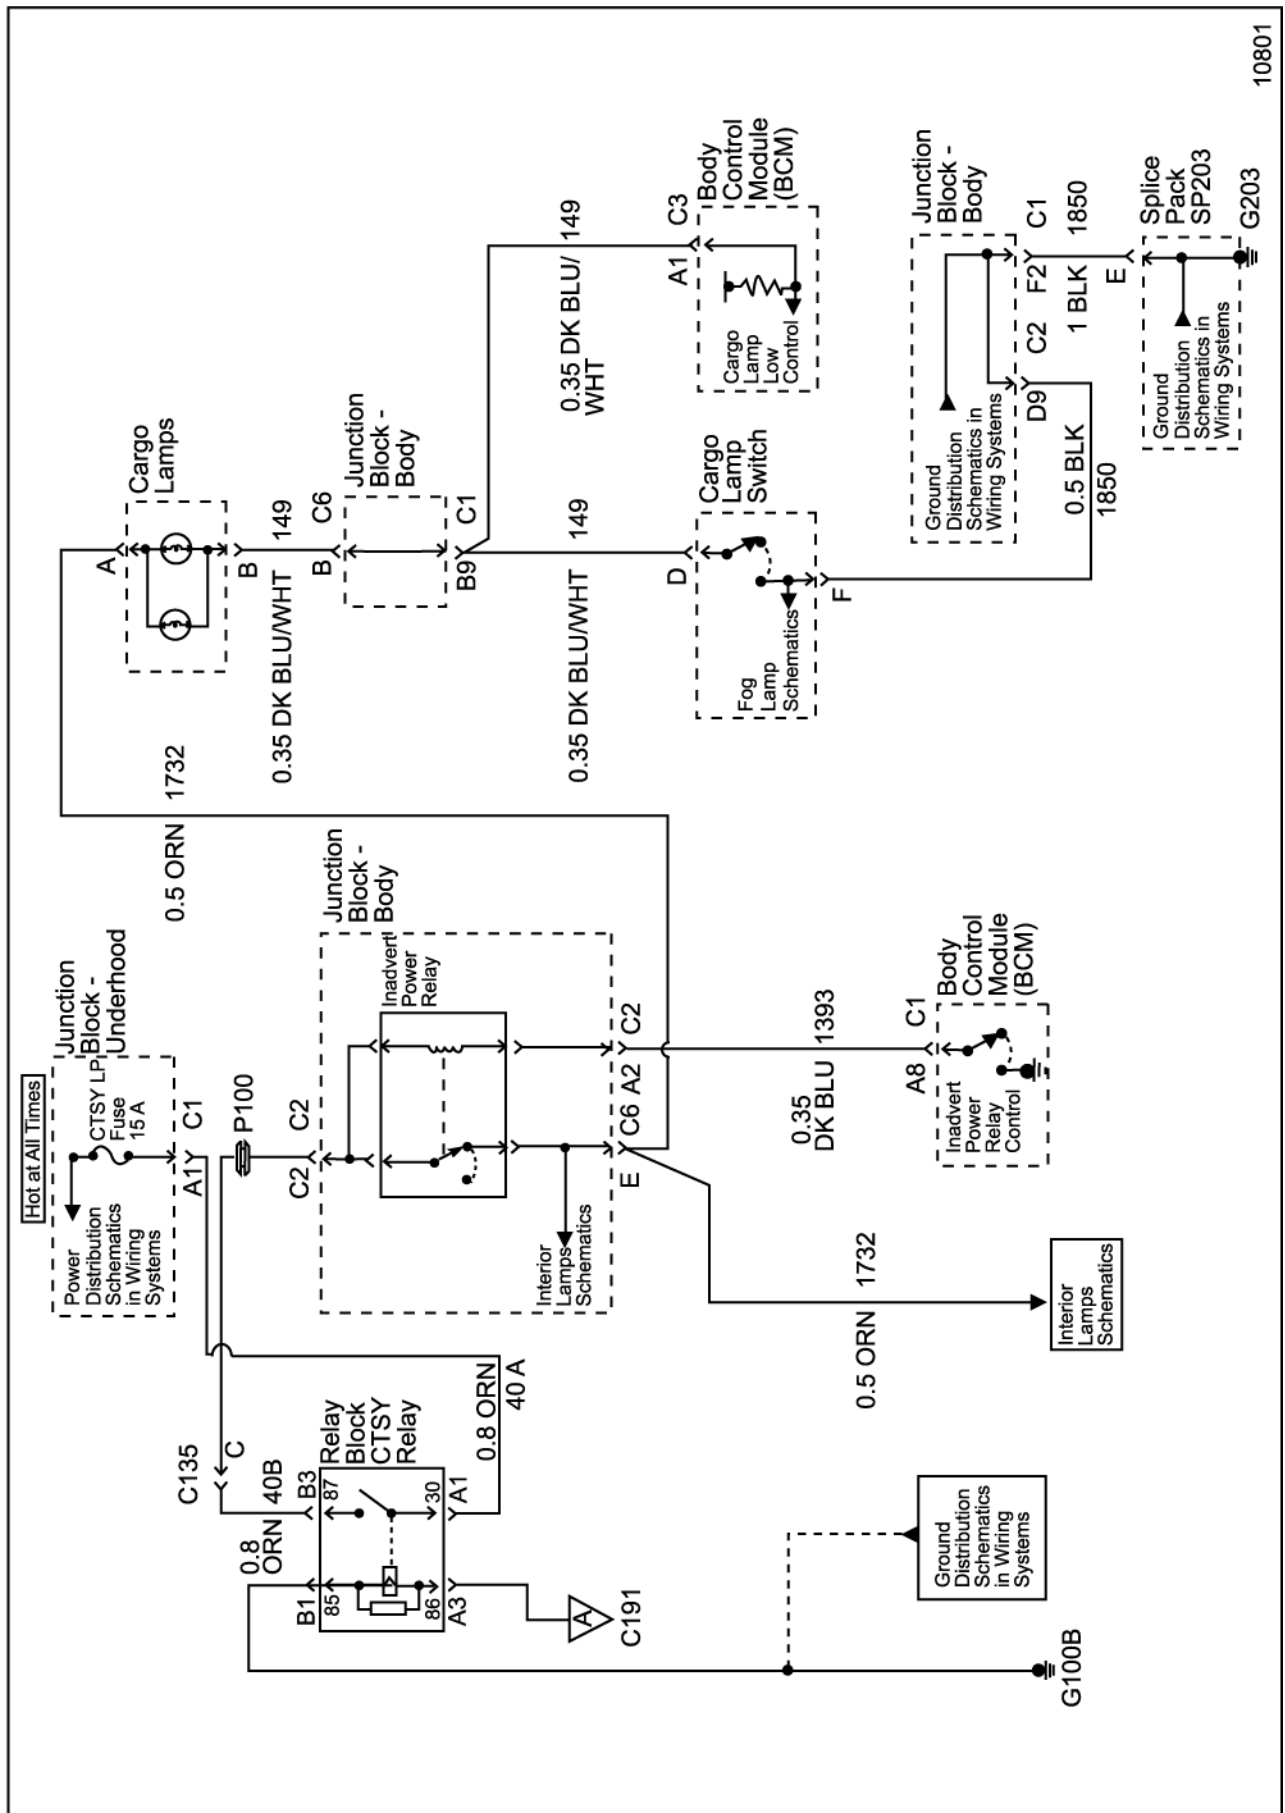 Hot at All Times
Junction
Block -
Underhood
CTSY LP
Fuse
15 A
Power
Distribution
Schematics
in Wiring
Systems
A1
C1
P100
C135
C
0.8
ORN
40B
B1
B3
85
87
86
30
Relay
Block
CTSY
Relay
A3
A1
0.8 ORN
40 A
A
C191
G100B
Ground
Distribution
Schematics
in Wiring
Systems
C2
C2
Junction
Block -
Body
Inadvert
Power
Relay
Interior
Lamps
Schematics
E
C6
A2
C2
0.35
DK BLU
1393
A8
C1
Body
Control
Module
(BCM)
Inadvert
Power
Relay
Control
0.5 ORN
1732
Interior
Lamps
Schematics
0.5 ORN
1732
A
Cargo
Lamps
B
0.35 DK BLU/WHT
149
B
C6
Junction
Block -
Body
B9
C1
0.35 DK BLU/WHT
149
0.35 DK BLU/
WHT
149
D
Cargo
Lamp
Switch
Fog
Lamp
Schematics
F
A1
C3
Body
Control
Module
(BCM)
Cargo
Lamp
Low
Control
Junction
Block -
Body
Ground
Distribution
Schematics in
Wiring Systems
D9
C2
F2
C1
0.5 BLK
1850
1 BLK
1850
E
Splice
Pack
SP203
Ground
Distribution
Schematics in
Wiring Systems
G203
10801